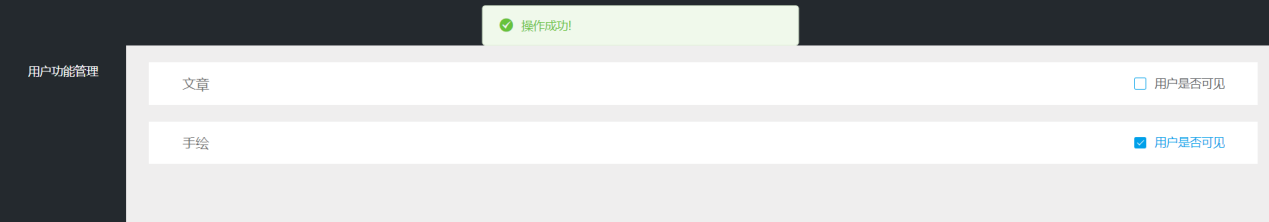 操作成功!
用户功能管理
文章
用户是否可见
手绘
用户是否可见